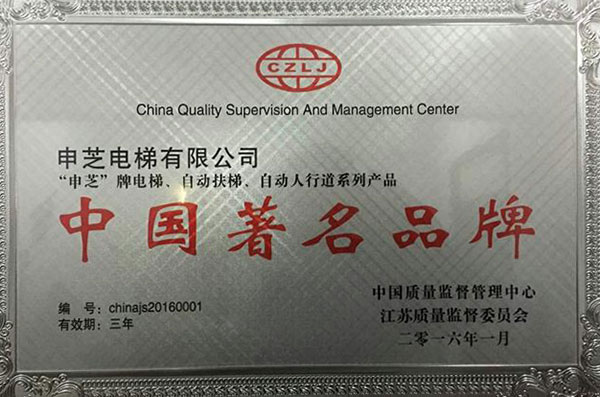 CZLJ
China Quality Supervision And Management Center
申芝电梯有限公司
“申芝”牌电梯、自动扶梯、自动人行道系列产品
中国著名品牌
编 号：chinajs20160001
有效期：三年
中国质量监督管理中心
江苏质量监督委员会
二零一六年一月